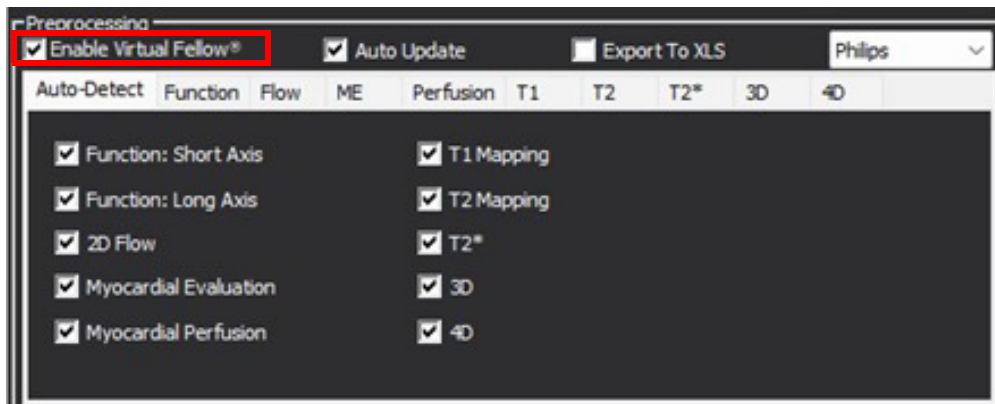 Preprocessing
Enable Virtual Fellow® Auto Update Export To XLS Philips
Auto-Detect Function Flow ME Perfusion T1 T2 T2* 3D 4D
Function: Short Axis T1 Mapping
Function: Long Axis T2 Mapping
2D Flow T2*
Myocardial Evaluation 3D
Myocardial Perfusion 4D